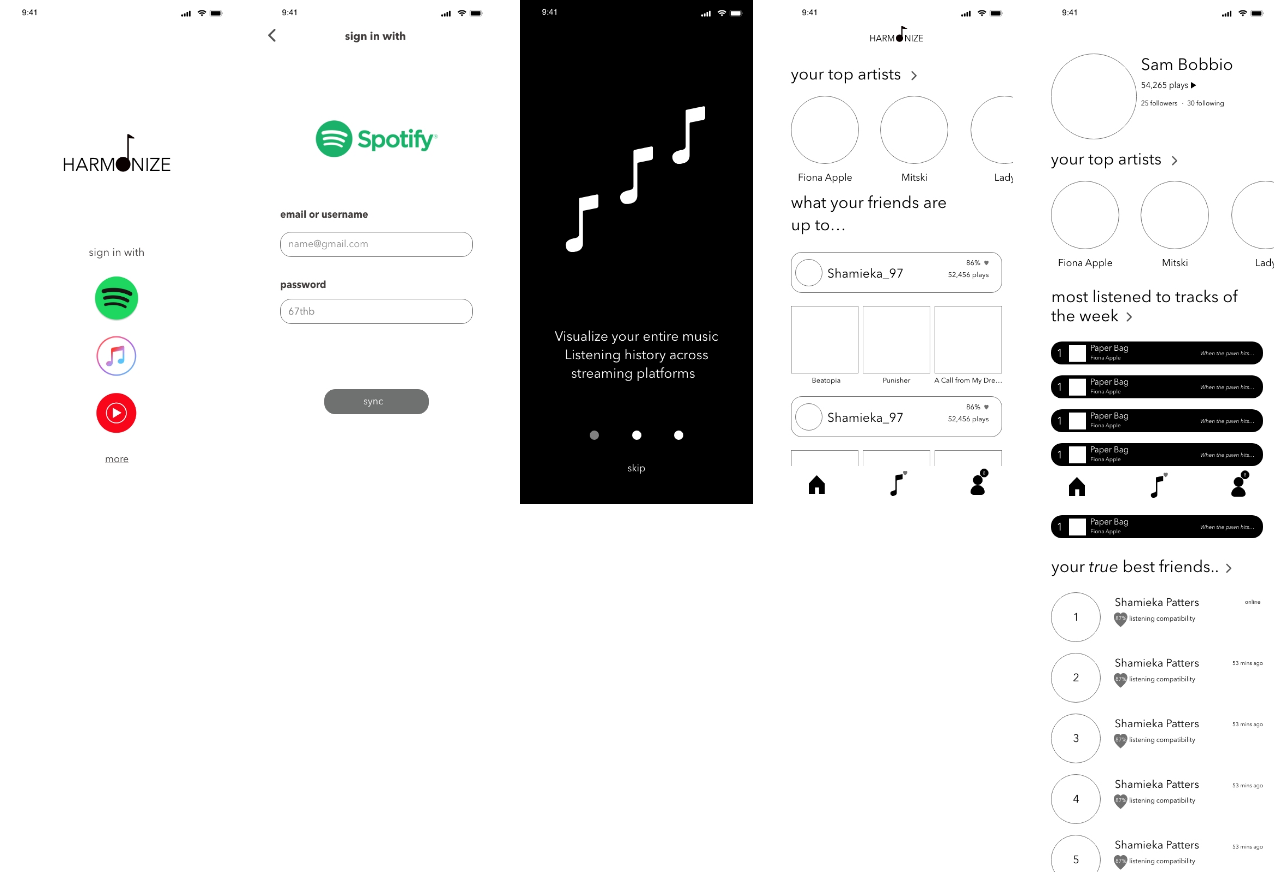 9:41
HARMONIZE
sign in with
more
9:41
sign in with
Spotify
email or username
name@gmail.com
password
67thb
sync
9:41
Visualize your entire music
Listening history across
streaming platforms
skip
9:41
HARMONIZE
your top artists
Fiona Apple
Mitski
Lady
what your friends are
up to…
Shamieka_97
86%
52,456 plays
Beatopia
Punisher
A Call from My Dre...
Shamieka_97
86%
52,456 plays
9:41
Sam Bobbio
54,265 plays
25 followers · 30 following
your top artists
Fiona Apple
Mitski
Lady
most listened to tracks of
the week
1 Paper Bag
Fiona Apple
When the pawn hits...
1 Paper Bag
Fiona Apple
When the pawn hits...
1 Paper Bag
Fiona Apple
When the pawn hits...
1 Paper Bag
Fiona Apple
When the pawn hits...
1 Paper Bag
Fiona Apple
When the pawn hits...
your true best friends..
1
Shamieka Patters
online
87% listening compatibility
2
Shamieka Patters
53 mins ago
87% listening compatibility
3
Shamieka Patters
53 mins ago
listening compatibility
4
Shamieka Patters
53 mins ago
87% listening compatibility
5
Shamieka Patters
53 mins ago
87% listening compatibility